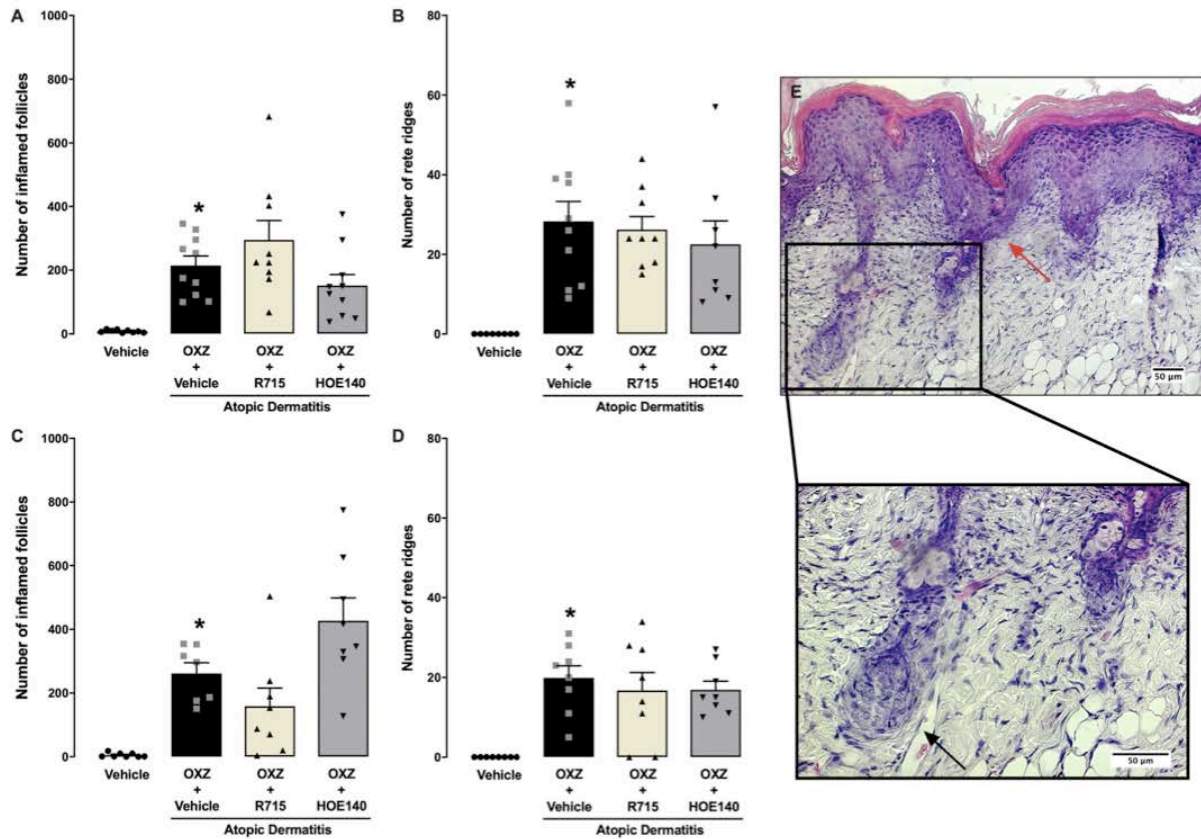 A
Number of inflamed follicles
1000
800
600
400
200
0
*
Vehicle
OXZ
+
Vehicle
OXZ
+
R715
OXZ
+
HOE140
Atopic Dermatitis
B
Number of rete ridges
80
60
40
20
0
*
Vehicle
OXZ
+
Vehicle
OXZ
+
R715
OXZ
+
HOE140
Atopic Dermatitis
E
50 µm
C
Number of inflamed follicles
1000
800
600
400
200
0
*
Vehicle
OXZ
+
Vehicle
OXZ
+
R715
OXZ
+
HOE140
Atopic Dermatitis
D
Number of rete ridges
80
60
40
20
0
*
Vehicle
OXZ
+
Vehicle
OXZ
+
R715
OXZ
+
HOE140
Atopic Dermatitis
50 µm